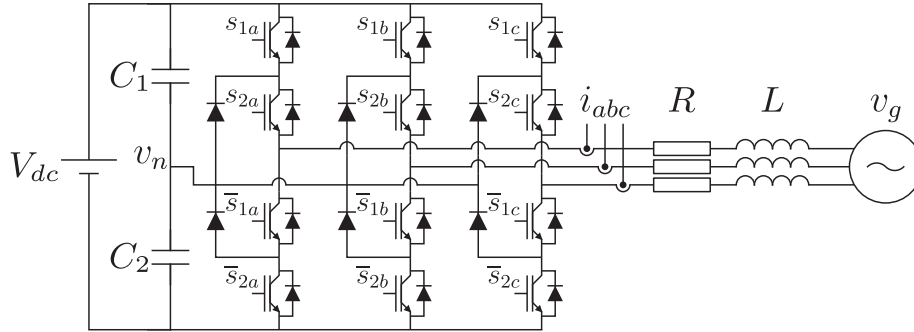 s1a s1b s1c
C1 s2a s2b s2c iabc R L vg
Vdc vn
s̅1a s̅1b s̅1c
C2 s̅2a s̅2b s̅2c